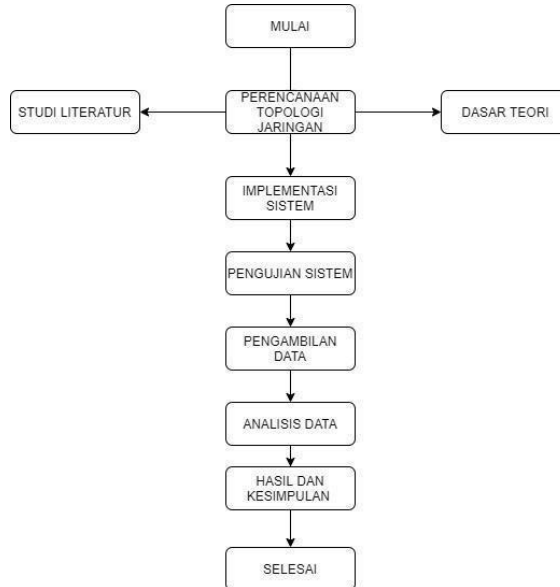 MULAI
STUDI LITERATUR
PERENCANAAN
TOPOLOGI
JARINGAN
DASAR TEORI
IMPLEMENTASI
SISTEM
PENGUJIAN SISTEM
PENGAMBILAN
DATA
ANALISIS DATA
HASIL DAN
KESIMPULAN
SELESAI